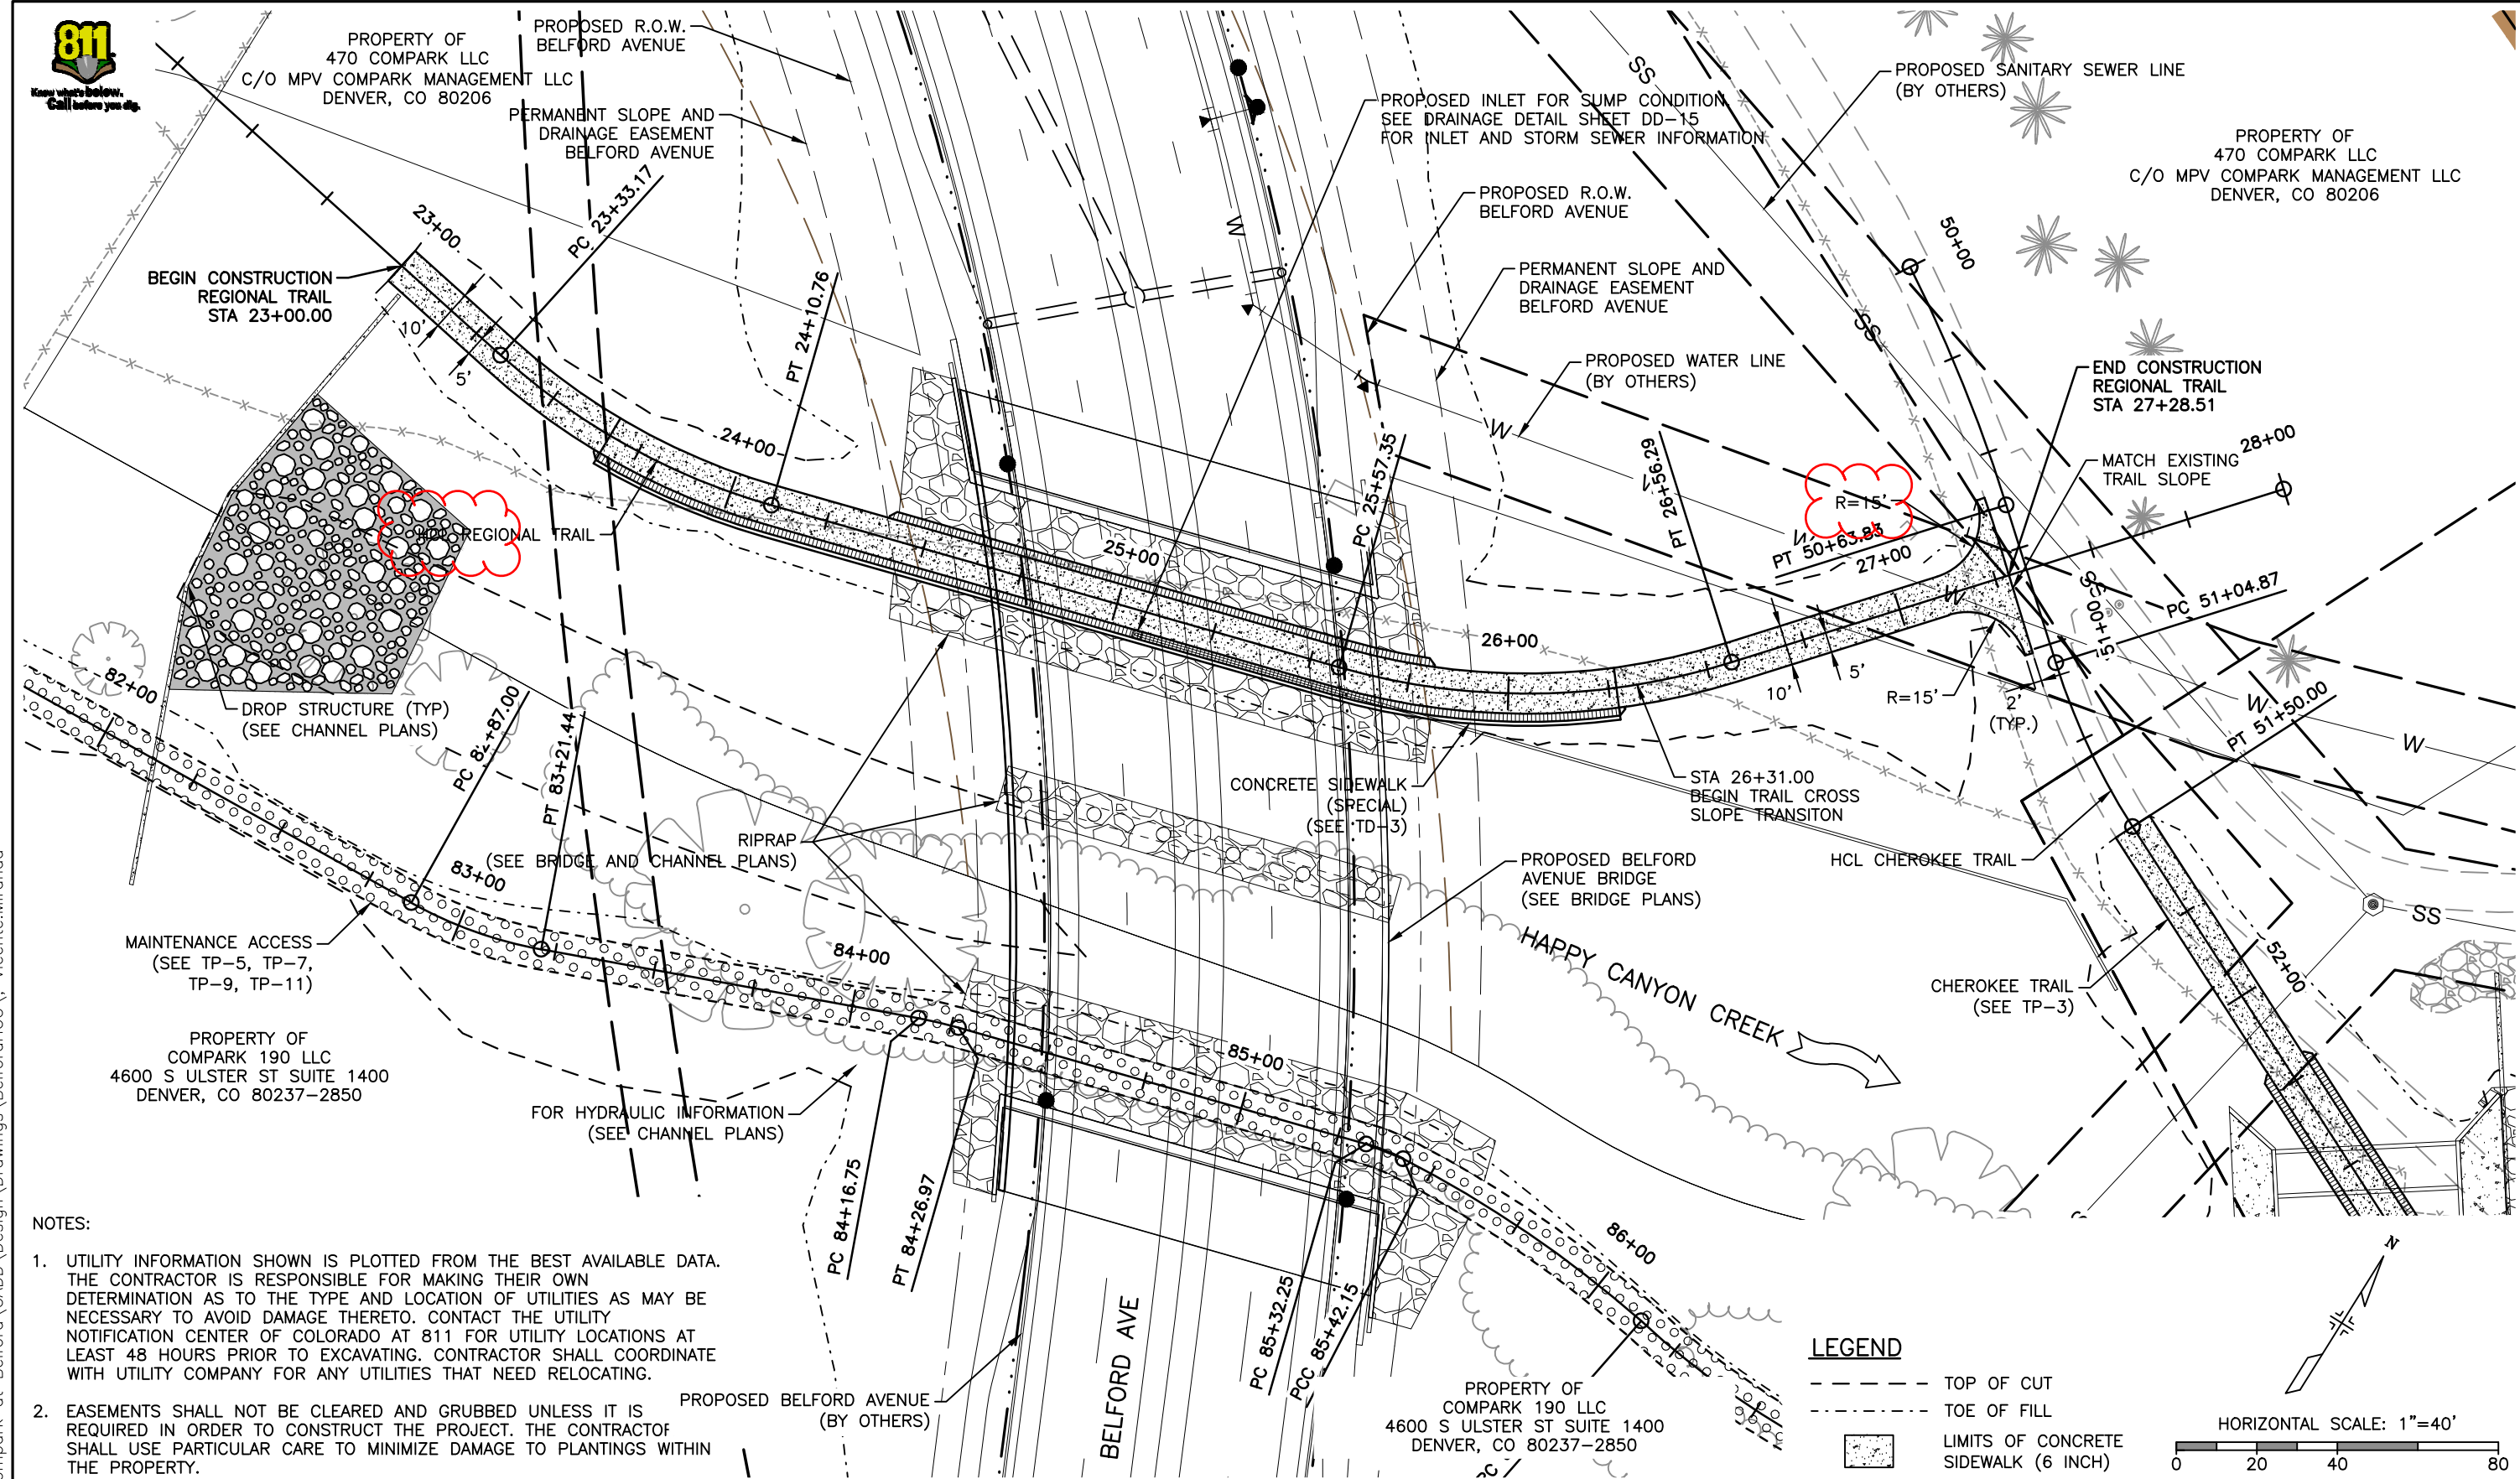 811
Know what's below.
Call before you dig.
PROPERTY OF
470 COMPARK LLC
C/O MPV COMPARK MANAGEMENT LLC
DENVER, CO 80206
PROPOSED R.O.W.
BELFORD AVENUE
PERMANENT SLOPE AND
DRAINAGE EASEMENT
BELFORD AVENUE
PROPOSED INLET FOR SUMP CONDITION
SEE DRAINAGE DETAIL SHEET DD-15
FOR INLET AND STORM SEWER INFORMATION
PROPOSED SANITARY SEWER LINE
(BY OTHERS)
PROPERTY OF
470 COMPARK LLC
C/O MPV COMPARK MANAGEMENT LLC
DENVER, CO 80206
SS
W
PROPOSED R.O.W.
BELFORD AVENUE
PERMANENT SLOPE AND
DRAINAGE EASEMENT
BELFORD AVENUE
PROPOSED WATER LINE
(BY OTHERS)
50+00
SS
23+00
PC 23+33.17
BEGIN CONSTRUCTION
REGIONAL TRAIL
STA 23+00.00
10'
5'
PT 24+10.76
24+00
END CONSTRUCTION
REGIONAL TRAIL
STA 27+28.51
28+00
MATCH EXISTING
TRAIL SLOPE
W
PC 25+57.35
PT 26+56.29
R=15'
W
PT 50+63.83
27+00
HCL REGIONAL TRAIL
25+00
26+00
W
SS
51+00
PC 51+04.87
10'
5'
R=15'
2'
(TYP.)
W
PT 51+50.00
W
82+00
DROP STRUCTURE (TYP)
(SEE CHANNEL PLANS)
PC 82+87.00
PT 83+21.44
CONCRETE SIDEWALK
(SPECIAL)
(SEE TD-3)
STA 26+31.00
BEGIN TRAIL CROSS
SLOPE TRANSITON
RIPRAP
(SEE BRIDGE AND CHANNEL PLANS)
PROPOSED BELFORD
AVENUE BRIDGE
(SEE BRIDGE PLANS)
HCL CHEROKEE TRAIL
83+00
SS
MAINTENANCE ACCESS
(SEE TP-5, TP-7,
TP-9, TP-11)
84+00
HAPPY CANYON CREEK
52+00
CHEROKEE TRAIL
(SEE TP-3)
PROPERTY OF
COMPARK 190 LLC
4600 S ULSTER ST SUITE 1400
DENVER, CO 80237-2850
85+00
FOR HYDRAULIC INFORMATION
(SEE CHANNEL PLANS)
PC 84+16.75
PT 84+26.97
PC 85+32.25
PCC 85+42.15
86+00
BELFORD AVE
PC
NOTES:
1. UTILITY INFORMATION SHOWN IS PLOTTED FROM THE BEST AVAILABLE DATA.
THE CONTRACTOR IS RESPONSIBLE FOR MAKING THEIR OWN
DETERMINATION AS TO THE TYPE AND LOCATION OF UTILITIES AS MAY BE
NECESSARY TO AVOID DAMAGE THERETO. CONTACT THE UTILITY
NOTIFICATION CENTER OF COLORADO AT 811 FOR UTILITY LOCATIONS AT
LEAST 48 HOURS PRIOR TO EXCAVATING. CONTRACTOR SHALL COORDINATE
WITH UTILITY COMPANY FOR ANY UTILITIES THAT NEED RELOCATING.
2. EASEMENTS SHALL NOT BE CLEARED AND GRUBBED UNLESS IT IS
REQUIRED IN ORDER TO CONSTRUCT THE PROJECT. THE CONTRACTOR
SHALL USE PARTICULAR CARE TO MINIMIZE DAMAGE TO PLANTINGS WITHIN
THE PROPERTY.
PROPOSED BELFORD AVENUE
(BY OTHERS)
PROPERTY OF
COMPARK 190 LLC
4600 S ULSTER ST SUITE 1400
DENVER, CO 80237-2850
N
LEGEND
TOP OF CUT
TOE OF FILL
LIMITS OF CONCRETE
SIDEWALK (6 INCH)
HORIZONTAL SCALE: 1"=40'
0 20 40 80